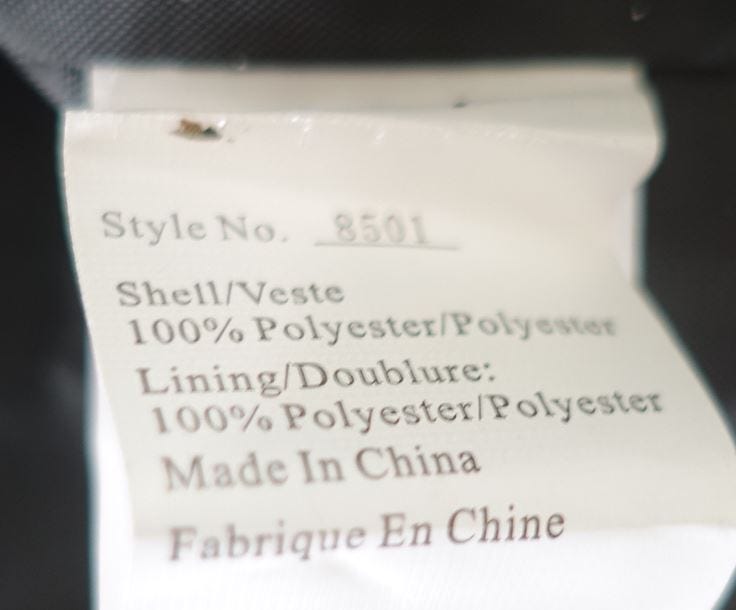 Style No. 8501
Shell/Veste
100% Polyester/Polyester
Lining/Doublure:
100% Polyester/Polyester
Made In China
Fabrique En Chine